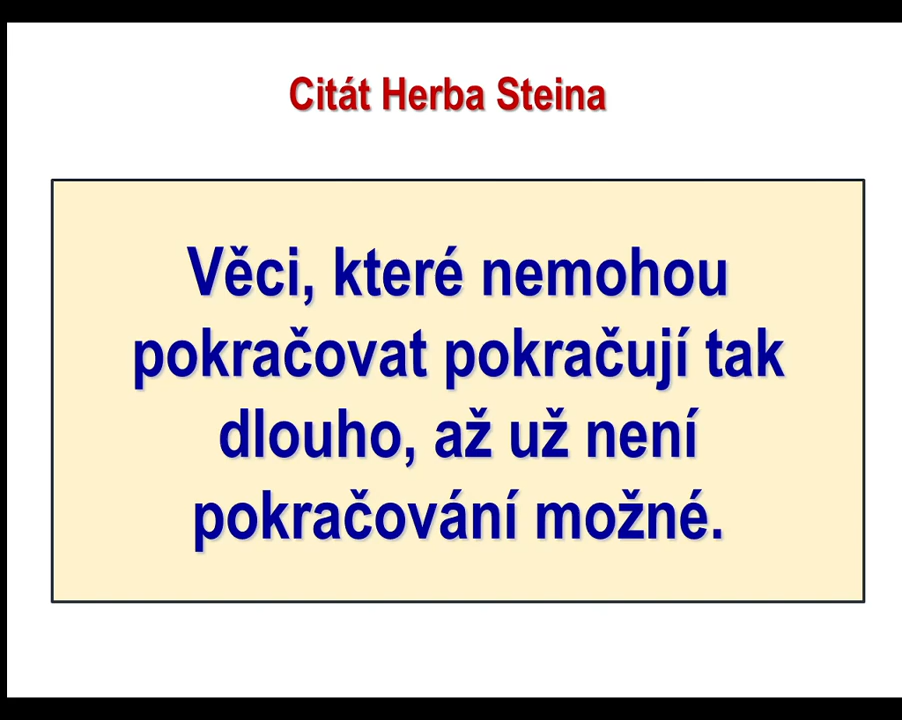 Citát Herba Steina
Věci, které nemohou
pokračovat pokračují tak
dlouho, až už není
pokračování možné.